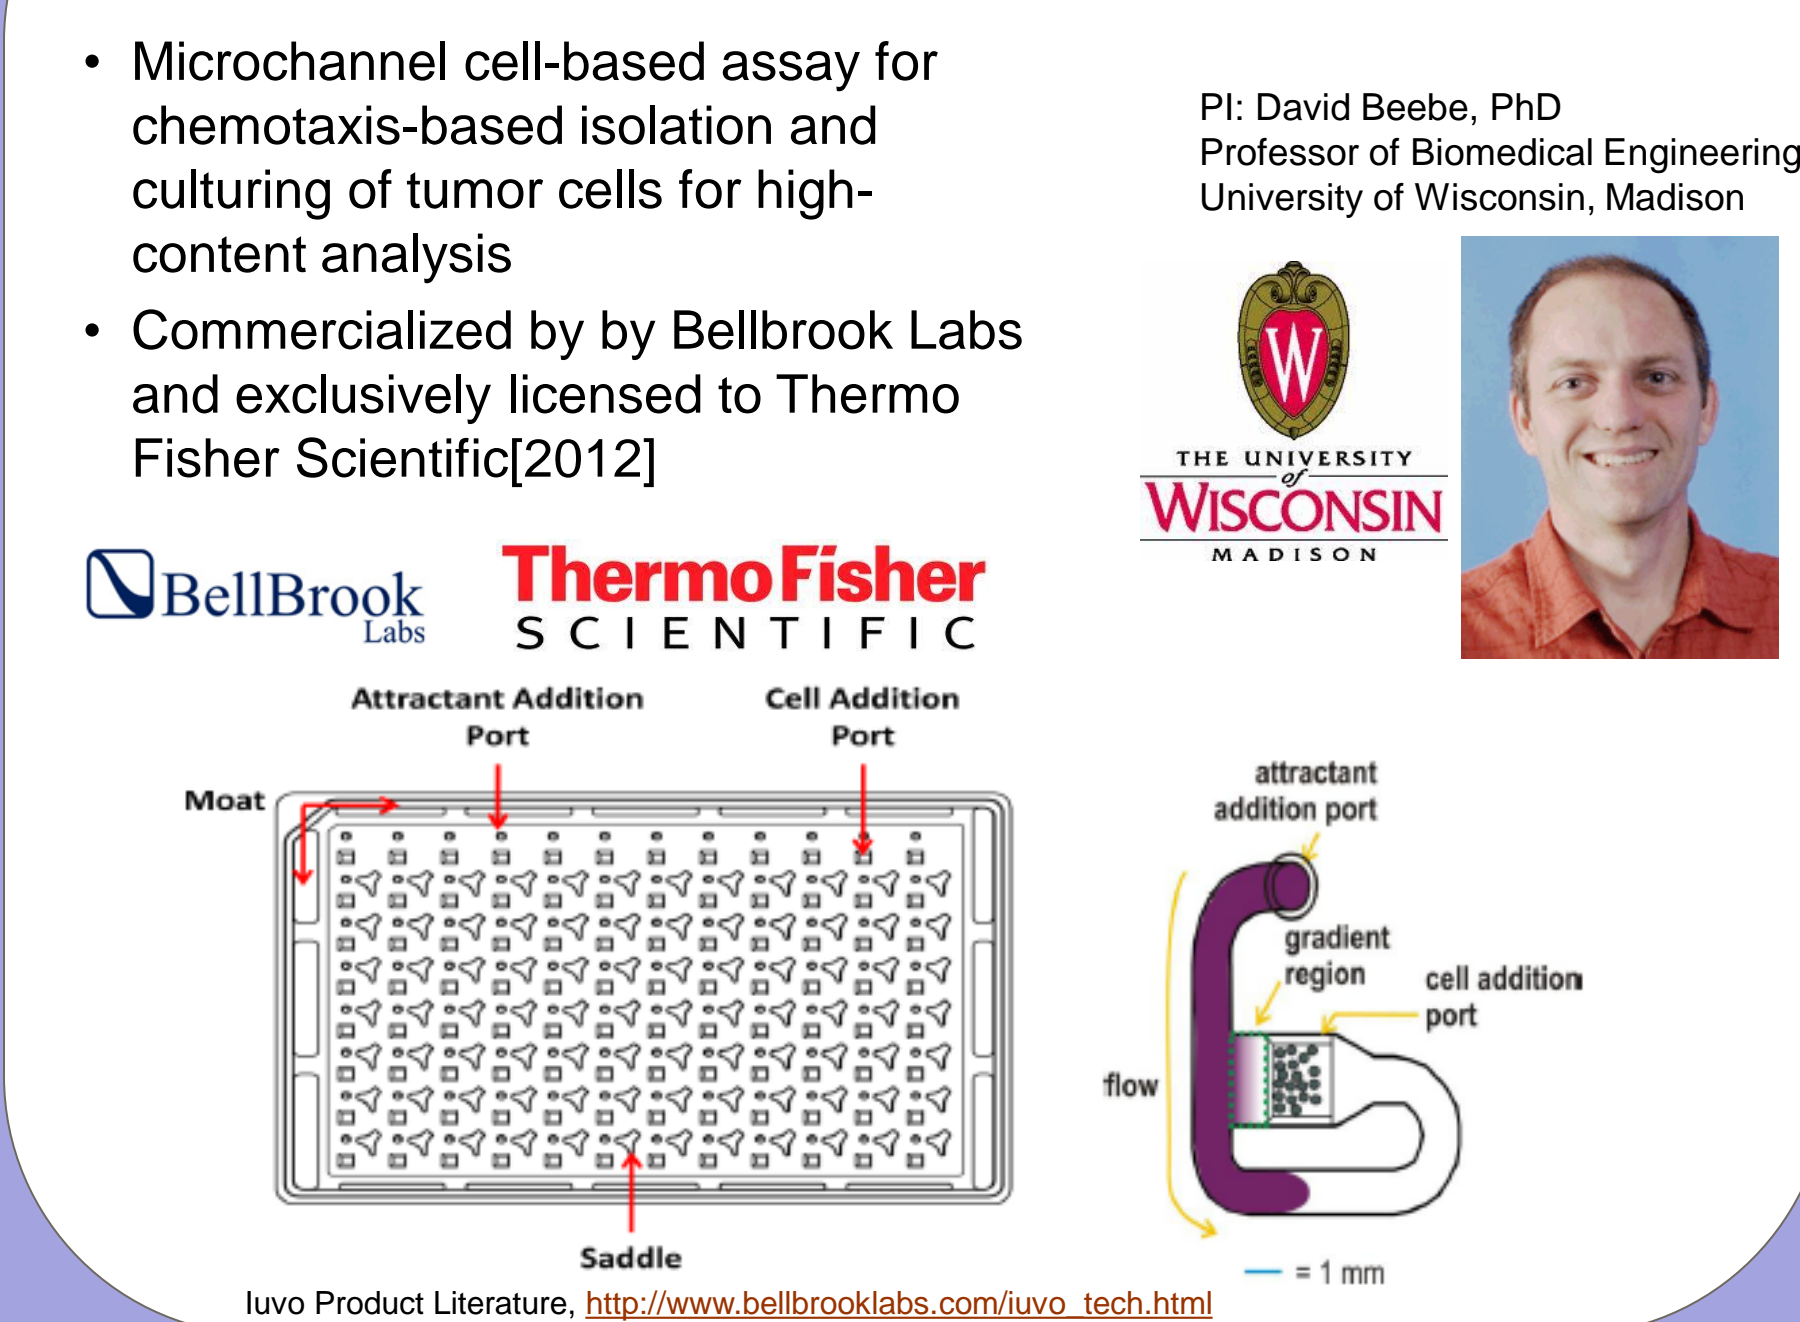 • Microchannel cell-based assay for
chemotaxis-based isolation and
culturing of tumor cells for high-
content analysis
• Commercialized by by Bellbrook Labs
and exclusively licensed to Thermo
Fisher Scientific[2012]
PI: David Beebe, PhD
Professor of Biomedical Engineering
University of Wisconsin, Madison
W
THE UNIVERSITY
of
WISCONSIN
MADISON
BellBrook
Labs
ThermoFisher
SCIENTIFIC
Attractant Addition
Port
Cell Addition
Port
Moat
Saddle
attractant
addition port
gradient
region
cell addition
port
flow
= 1 mm
Iuvo Product Literature, http://www.bellbrooklabs.com/iuvo_tech.html